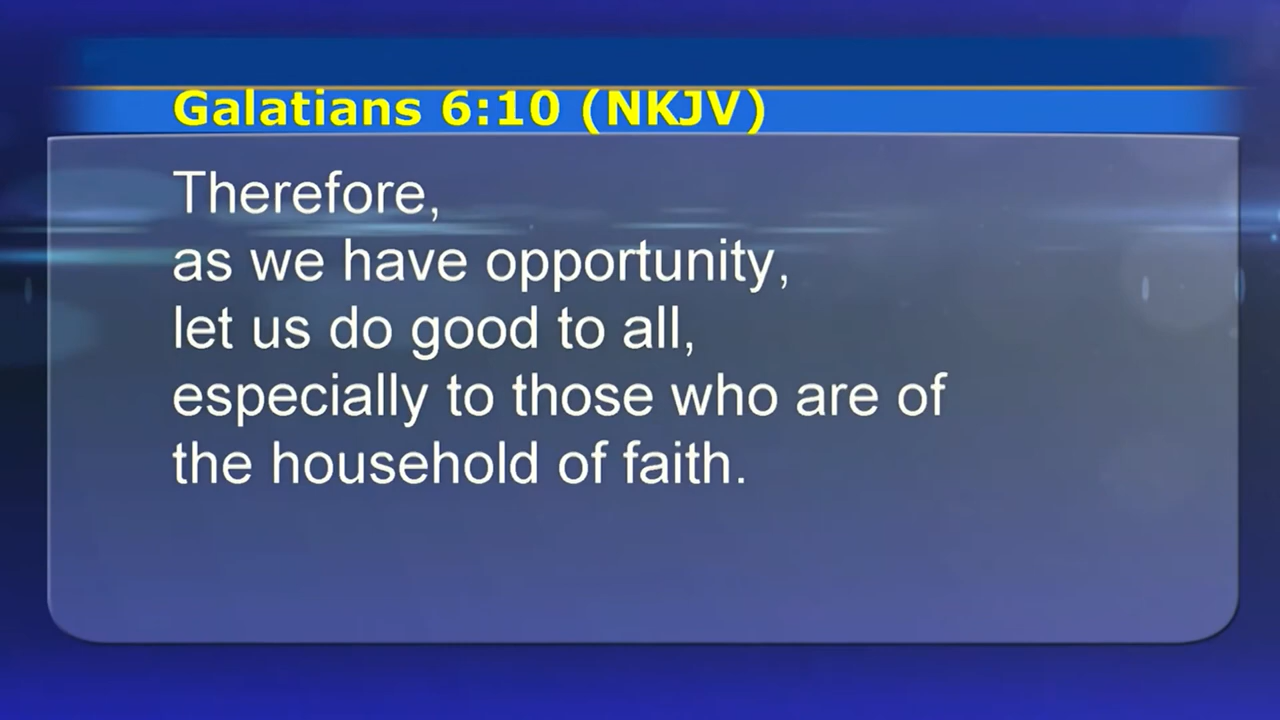 Galatians 6:10 (NKJV)
Therefore,
as we have opportunity,
let us do good to all,
especially to those who are of
the household of faith.